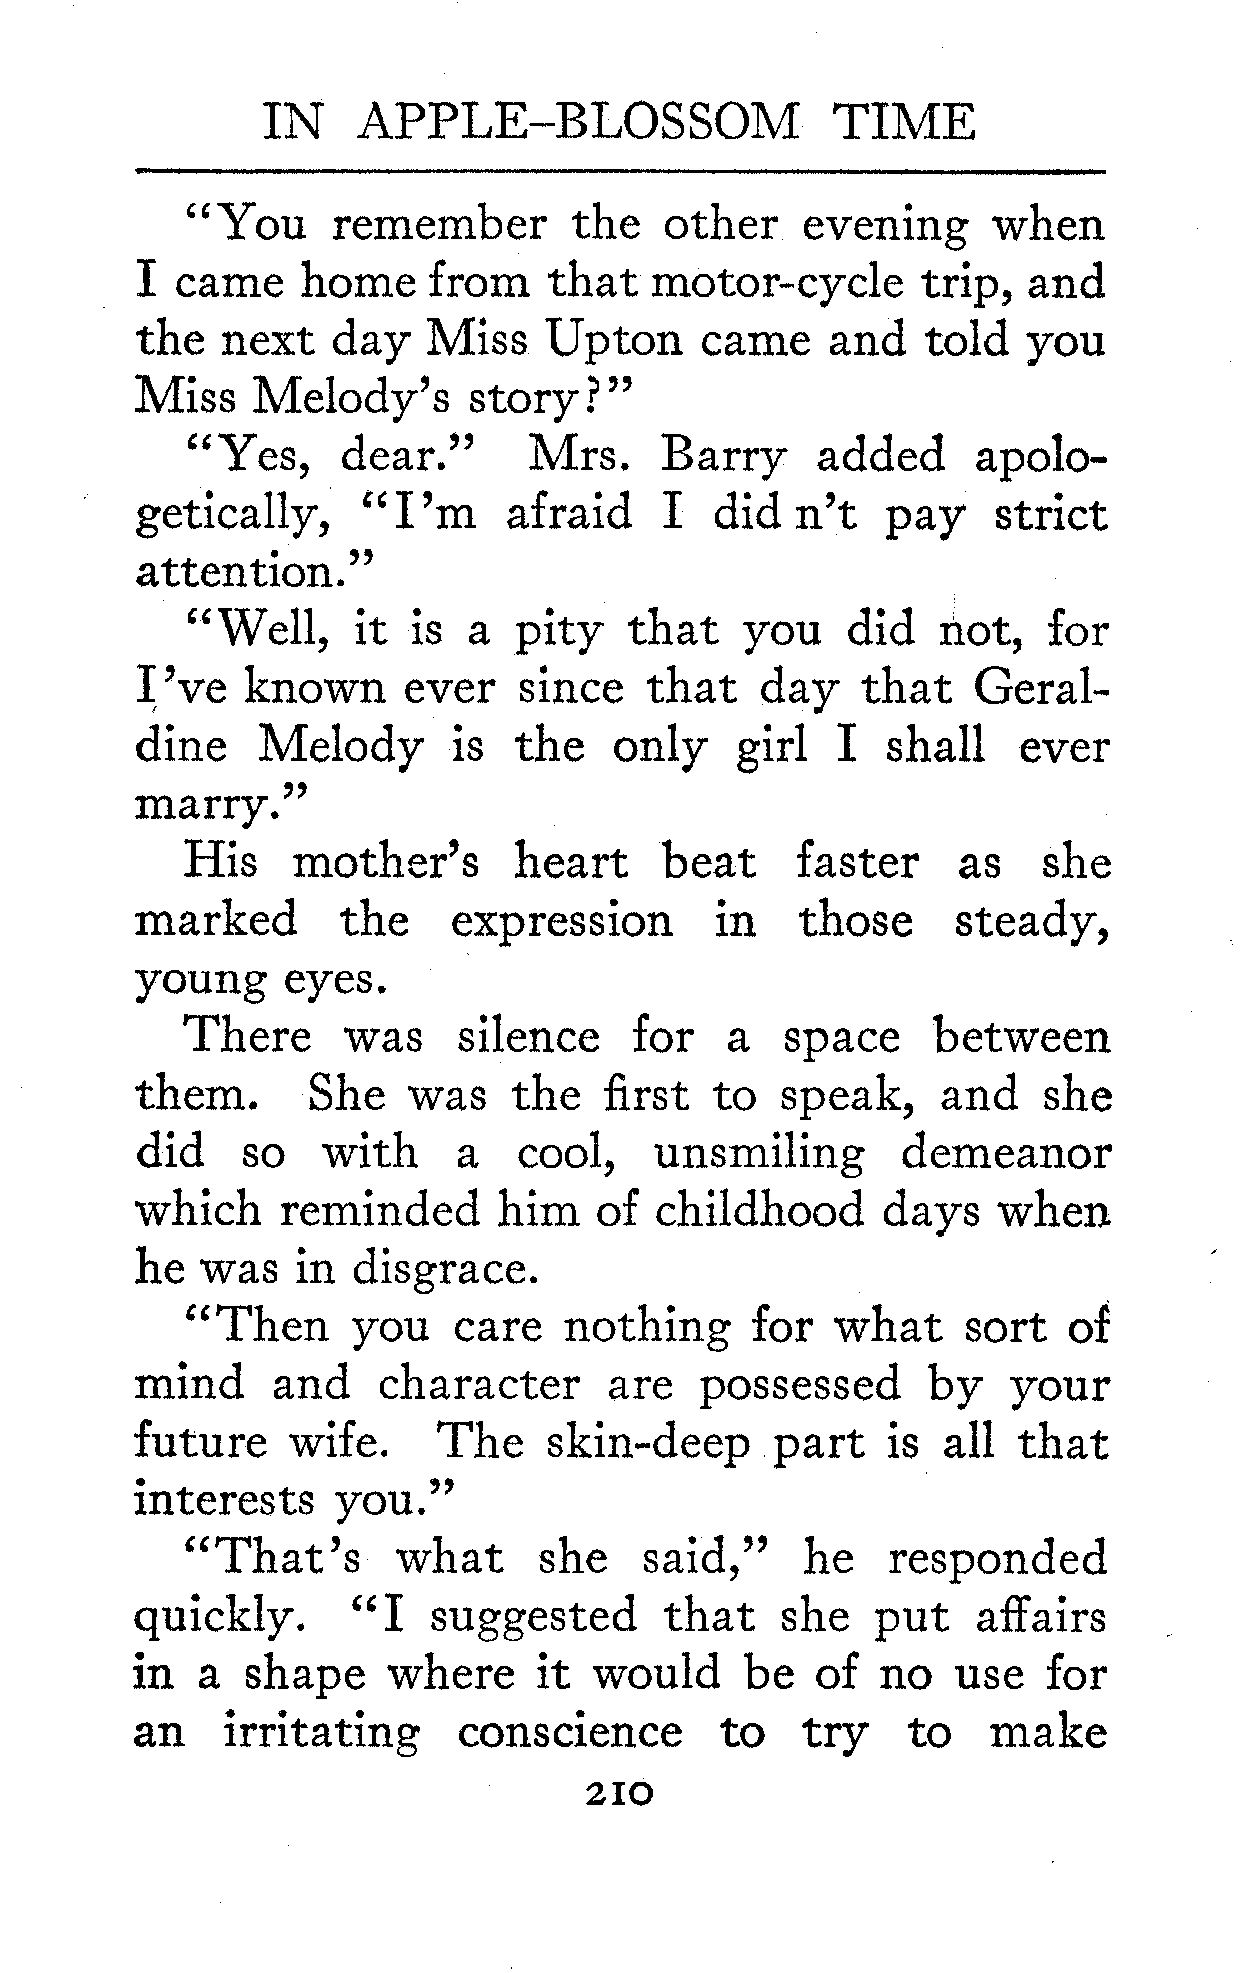 IN APPLE-BLOSSOM TIME
“You remember the other evening when
I came home from that motor-cycle trip, and
the next day Miss Upton came and told you
Miss Melody’s story?”
“Yes, dear.” Mrs. Barry added apolo-
getically, “I’m afraid I did n’t pay strict
attention.”
“Well, it is a pity that you did not, for
I’ve known ever since that day that Geral-
dine Melody is the only girl I shall ever
marry.”
His mother’s heart beat faster as she
marked the expression in those steady,
young eyes.
There was silence for a space between
them. She was the first to speak, and she
did so with a cool, unsmiling demeanor
which reminded him of childhood days when
he was in disgrace.
“Then you care nothing for what sort of
mind and character are possessed by your
future wife. The skin-deep part is all that
interests you.”
“That’s what she said,” he responded
quickly. “I suggested that she put affairs
in a shape where it would be of no use for
an irritating conscience to try to make
210